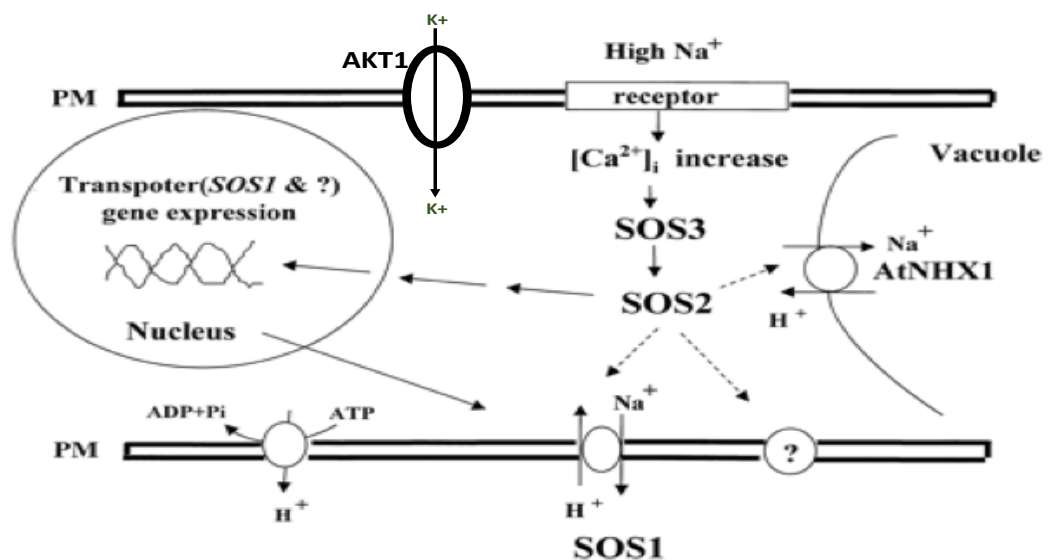 K+
AKT1
High Na+
PM
receptor
K+
[Ca2+]i increase
Vacuole
Transpoter(SOS1 & ?)
gene expression
SOS3
Na+
AtNHX1
SOS2
H +
Nucleus
ADP+Pi
ATP
Na+
PM
?
H +
H +
SOS1